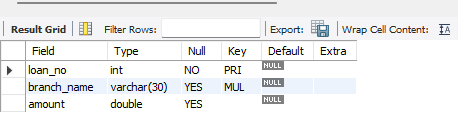 Result Grid Filter Rows: Export: Wrap Cell Content:
Field Type Null Key Default Extra
loan_no int NO PRI NULL
branch_name varchar(30) YES MUL NULL
amount double YES NULL